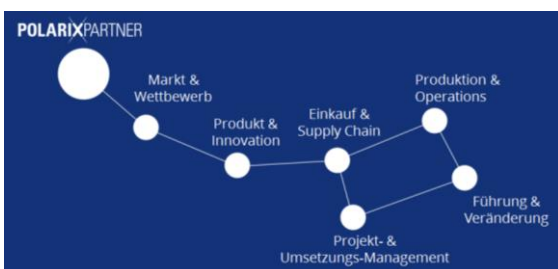 POLARIXPARTNER
Markt &
Wettbewerb
Produkt &
Innovation
Einkauf &
Supply Chain
Produktion &
Operations
Führung &
Veränderung
Projekt- &
Umsetzungs-Management